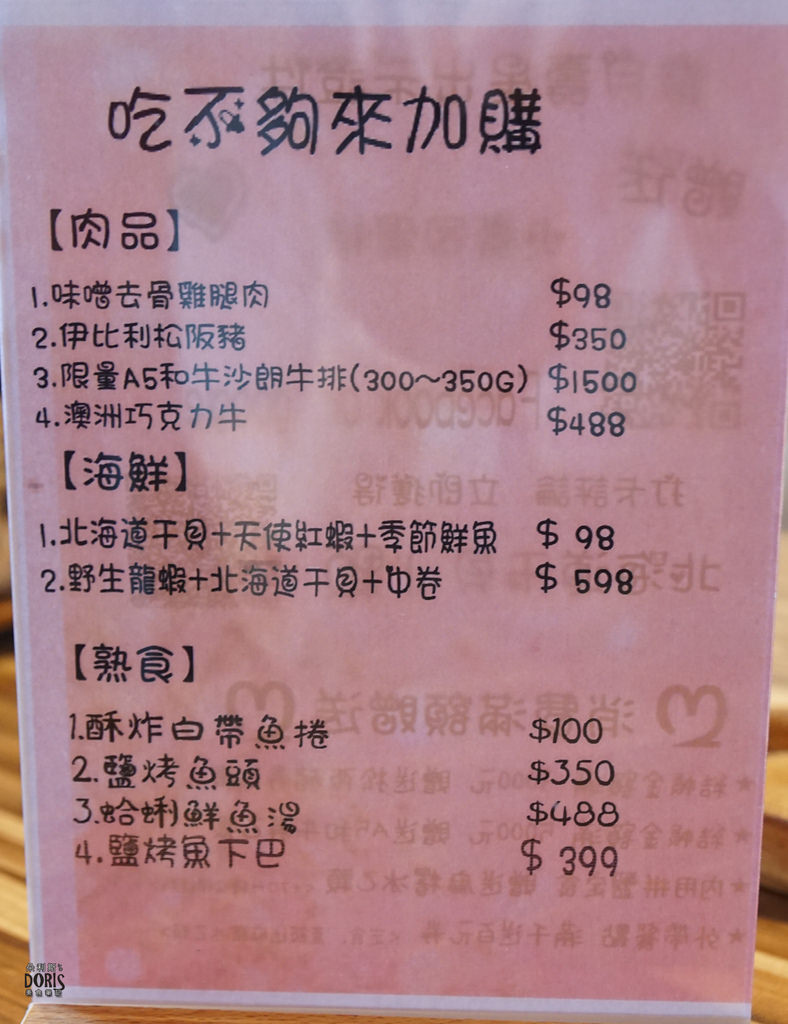 吃不夠來加購
【肉品】
1.味噌去骨雞腿肉 $98
2.伊比利松阪豬 $350
3.限量A5和牛沙朗牛排(300~350G) $1500
4.澳洲巧克力牛 $488
【海鮮】
1.北海道干貝+天使紅蝦+季節鮮魚 $ 98
2.野生龍蝦+北海道干貝+中卷 $ 598
【熟食】
1.酥炸白帶魚捲 $100
2.鹽烤魚頭 $350
3.蛤蜊鮮魚湯 $488
4.鹽烤魚下巴 $ 399
朵利斯's
DORIS